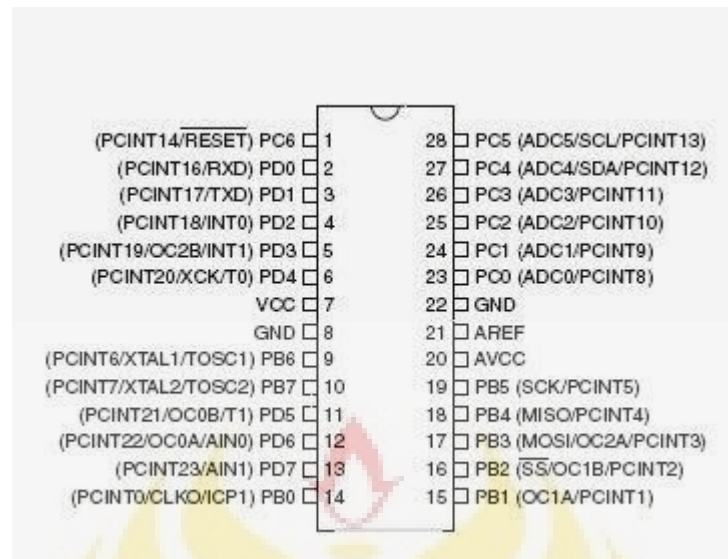 (PCINT14/RESET) PC6 1 28 PC5 (ADC5/SCL/PCINT13)
(PCINT16/RXD) PD0 2 27 PC4 (ADC4/SDA/PCINT12)
(PCINT17/TXD) PD1 3 26 PC3 (ADC3/PCINT11)
(PCINT18/INT0) PD2 4 25 PC2 (ADC2/PCINT10)
(PCINT19/OC2B/INT1) PD3 5 24 PC1 (ADC1/PCINT9)
(PCINT20/XCK/T0) PD4 6 23 PC0 (ADC0/PCINT8)
VCC 7 22 GND
GND 8 21 AREF
(PCINT6/XTAL1/TOSC1) PB6 9 20 AVCC
(PCINT7/XTAL2/TOSC2) PB7 10 19 PB5 (SCK/PCINT5)
(PCINT21/OC0B/T1) PD5 11 18 PB4 (MISO/PCINT4)
(PCINT22/OC0A/AIN0) PD6 12 17 PB3 (MOSI/OC2A/PCINT3)
(PCINT23/AIN1) PD7 13 16 PB2 (SS/OC1B/PCINT2)
(PCINT0/CLKO/ICP1) PB0 14 15 PB1 (OC1A/PCINT1)